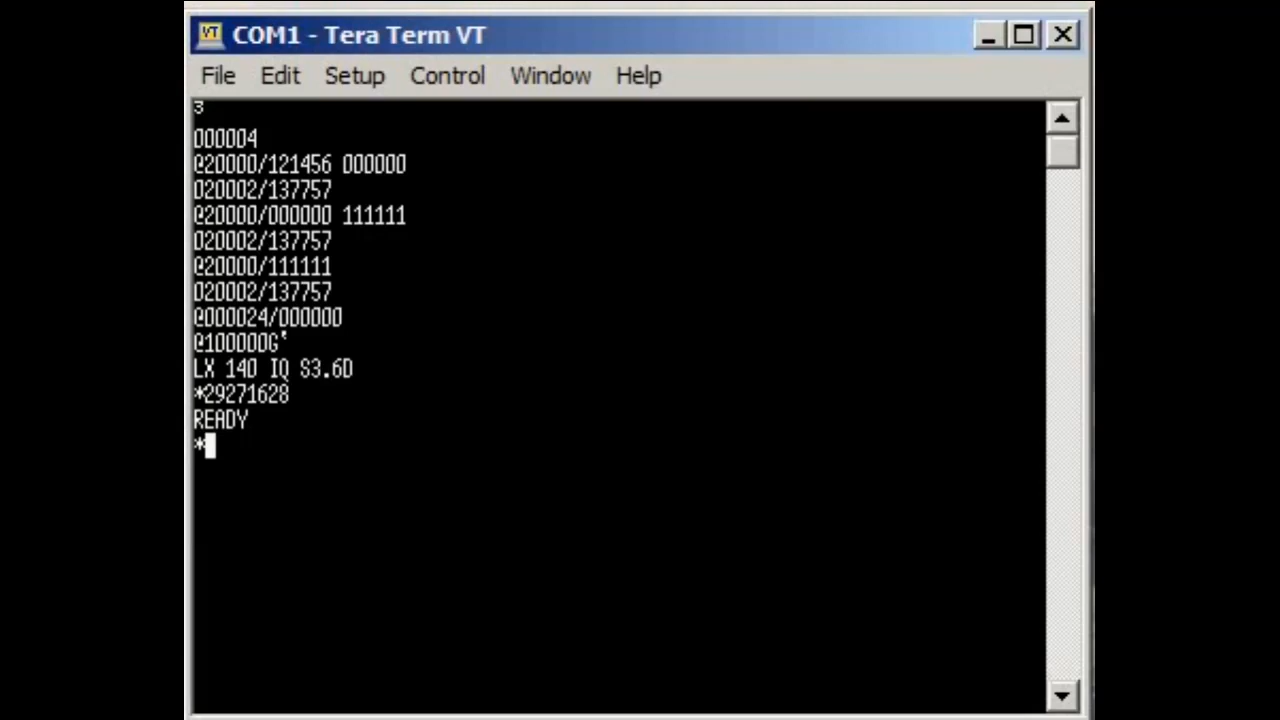 COM1 - Tera Term VT
File Edit Setup Control Window Help
3
000004
@20000/121456 000000
020002/137757
@20000/000000 111111
020002/137757
@20000/111111
020002/137757
@000024/000000
@100000G`
LX 140 IQ S3.6D
*29271628
READY
*